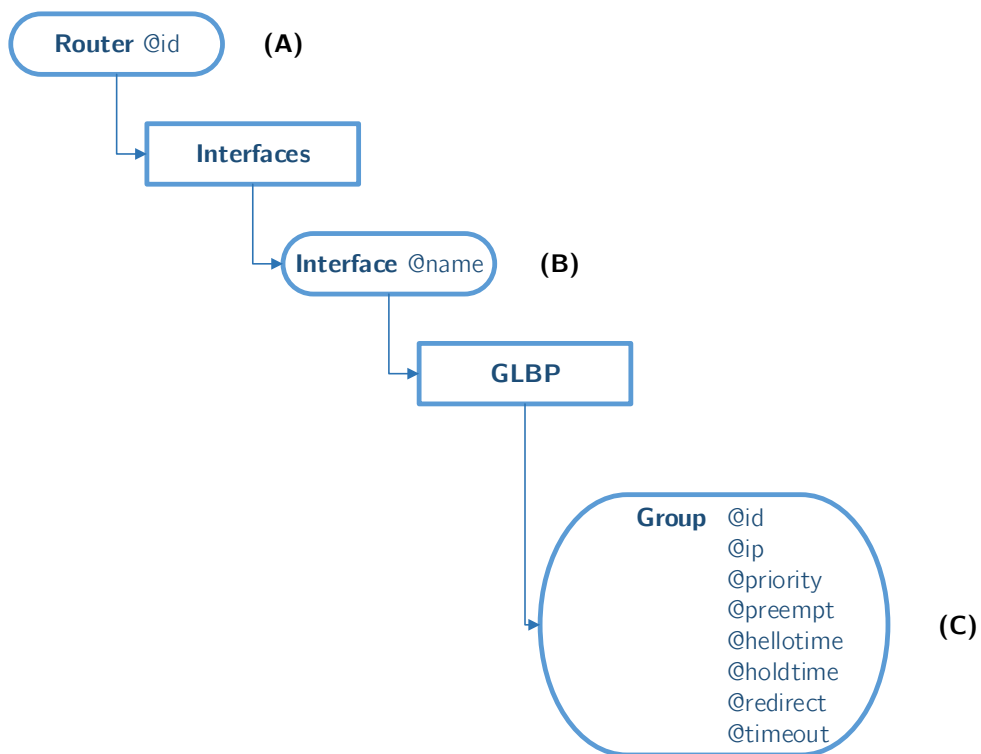 Router @id (A)
Interfaces
Interface @name (B)
GLBP
Group @id
@ip
@priority
@preempt
@hellotime
(C)
@holdtime
@redirect
@timeout